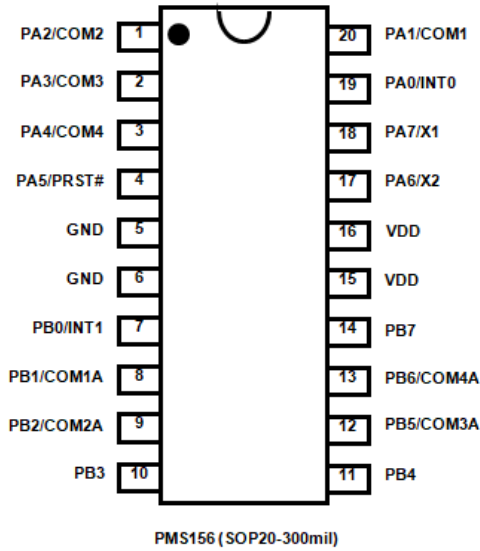 PA2/COM2 1 20 PA1/COM1
PA3/COM3 2 19 PA0/INT0
PA4/COM4 3 18 PA7/X1
PA5/PRST# 4 17 PA6/X2
GND 5 16 VDD
GND 6 15 VDD
PB0/INT1 7 14 PB7
PB1/COM1A 8 13 PB6/COM4A
PB2/COM2A 9 12 PB5/COM3A
PB3 10 11 PB4
PMS156 (SOP20-300mil)